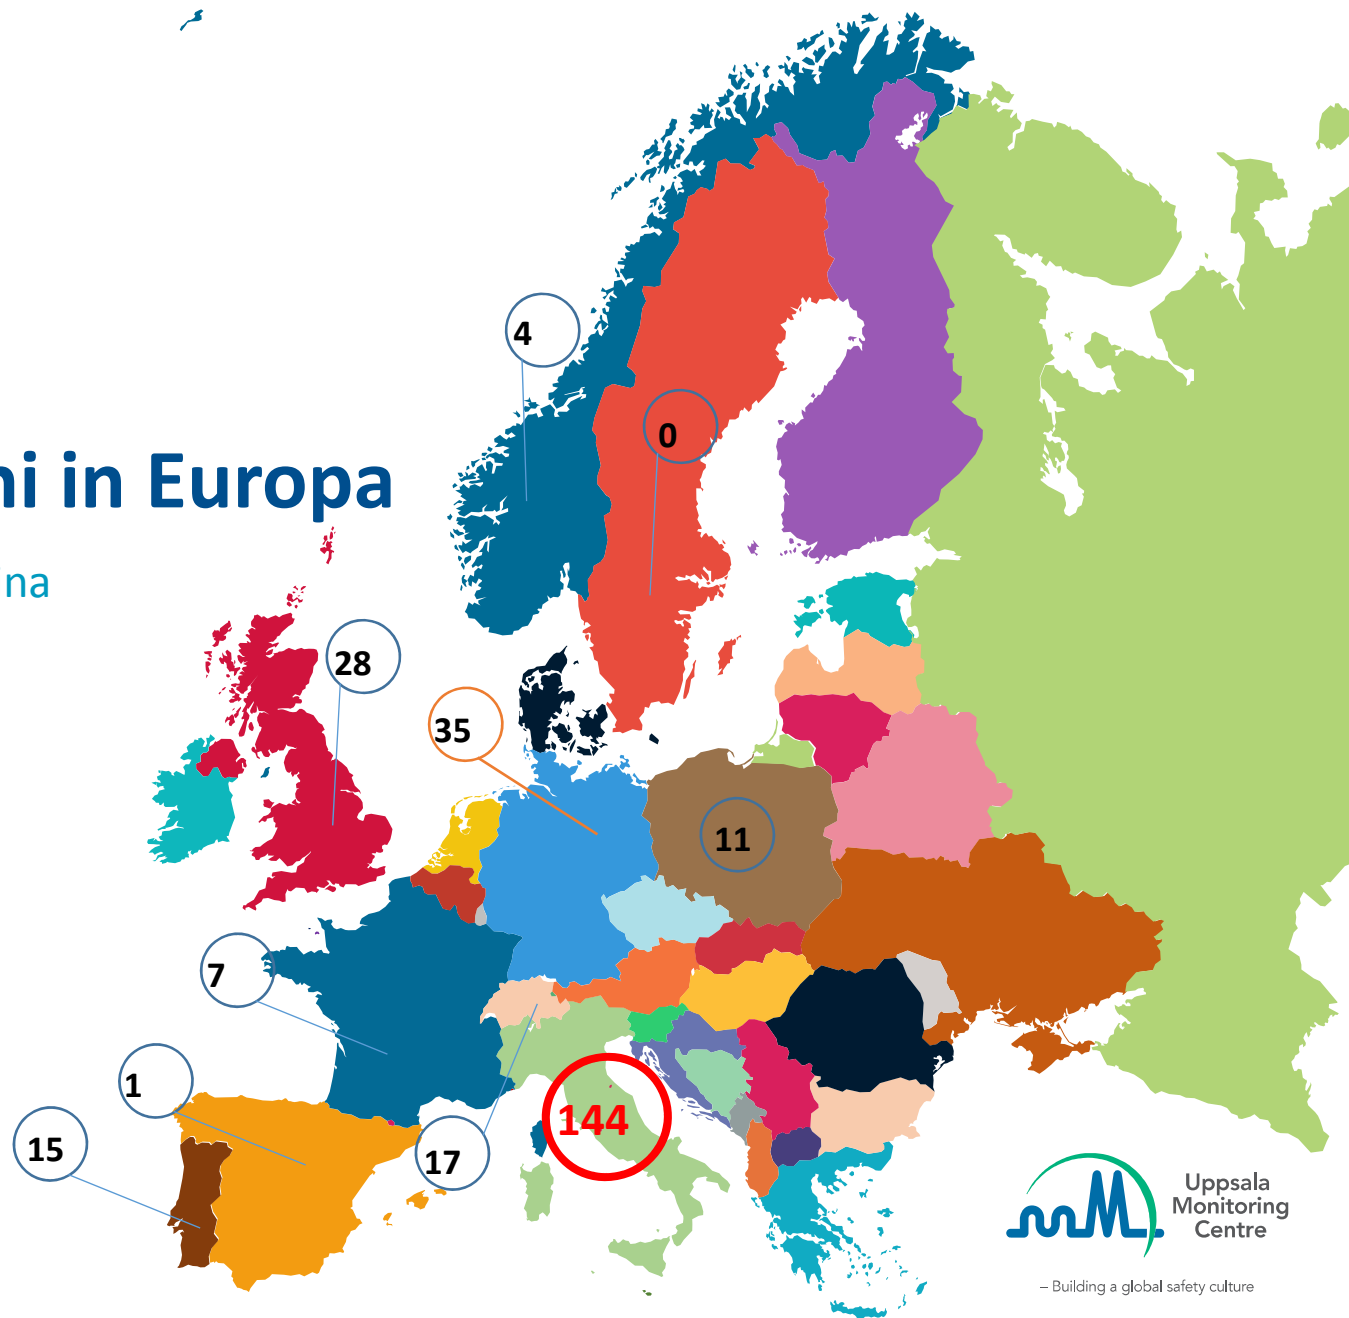 4
0
ni in Europa
na
28
35
11
7
1
15
17
144
Uppsala
Monitoring
Centre
– Building a global safety culture